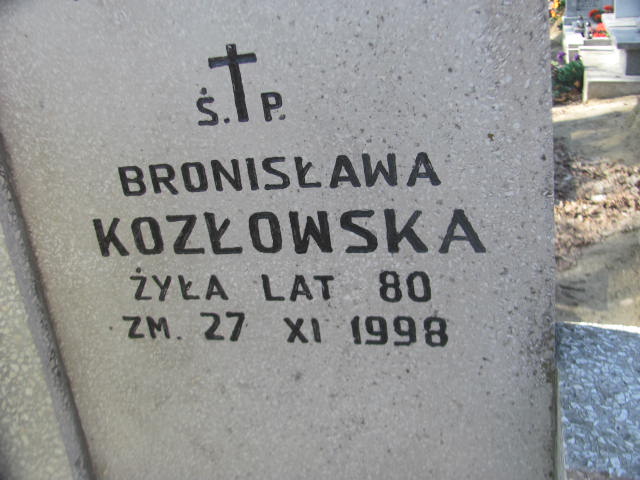 Ś. P.
BRONISŁAWA
KOZŁOWSKA
ŻYŁA LAT 80
ZM. 27 XI 1998